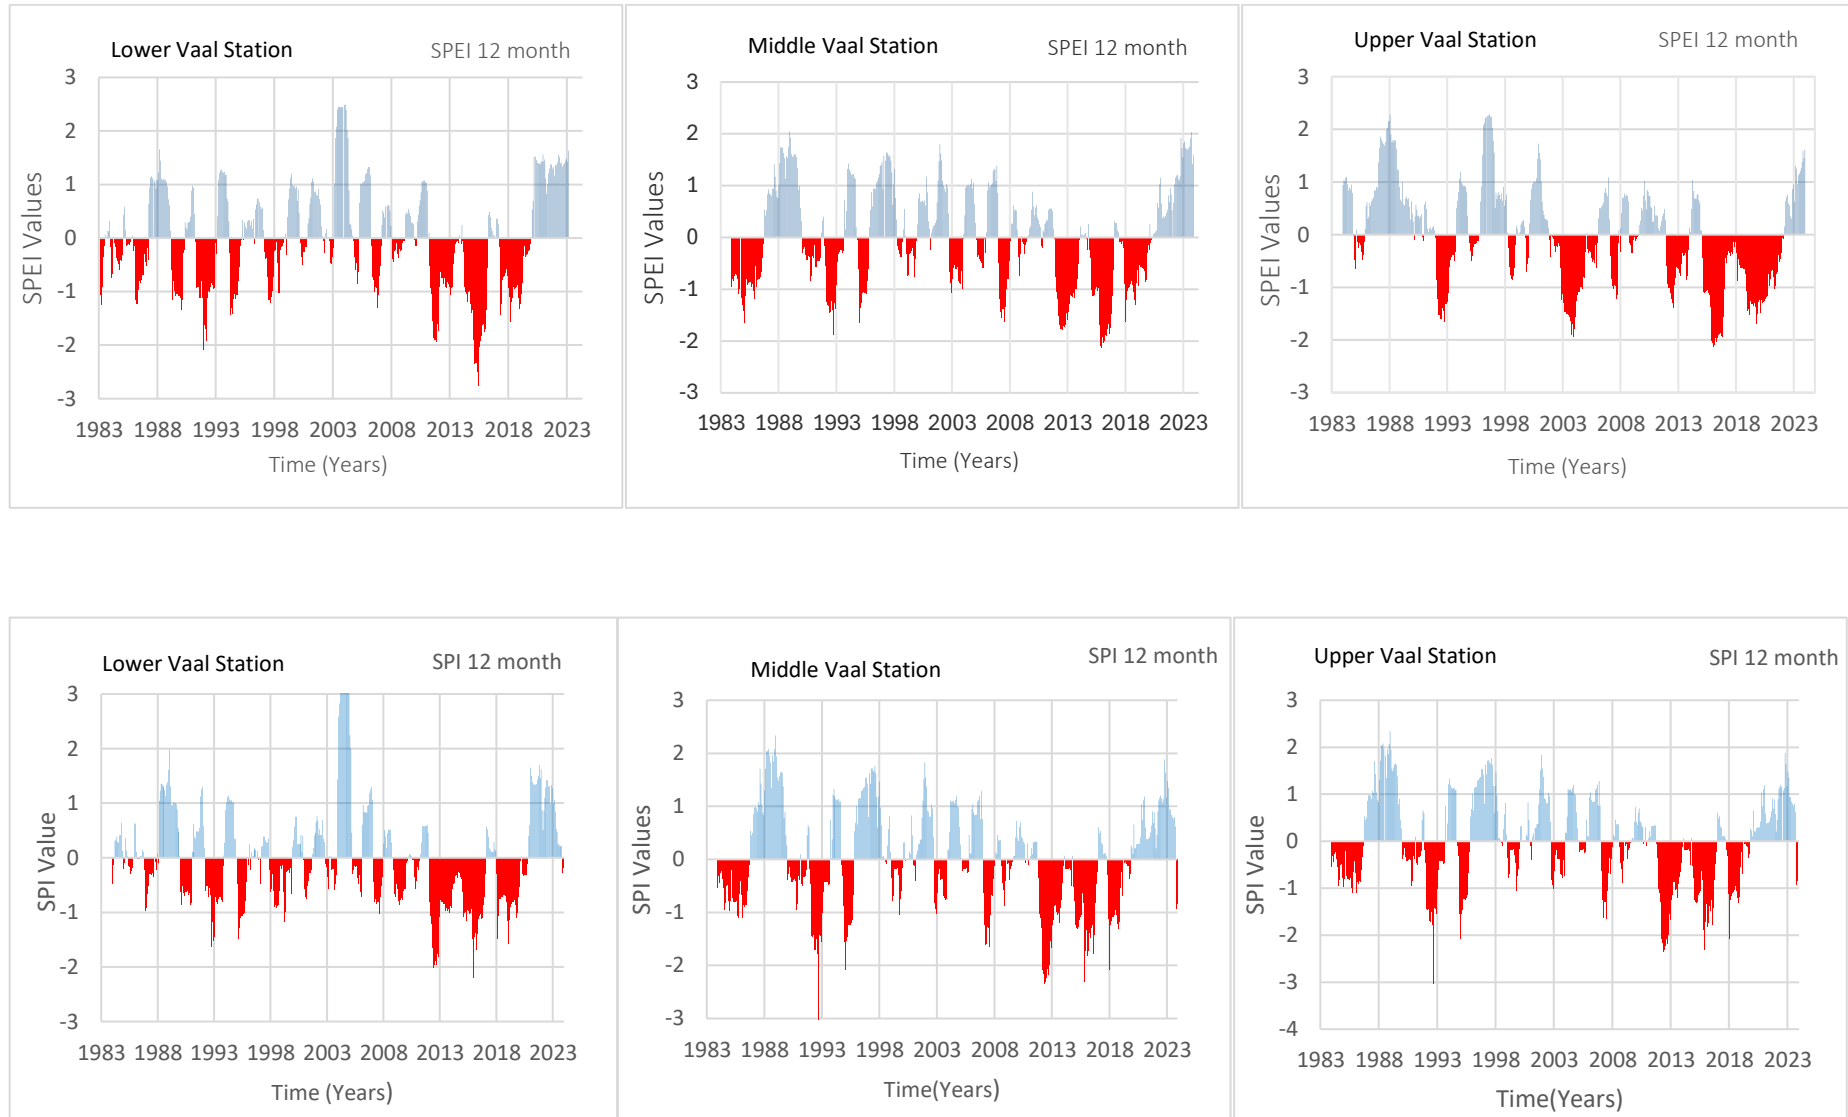 Lower Vaal Station
SPEI 12 month
SPEI Values
3
2
1
0
-1
-2
-3
1983 1988 1993 1998 2003 2008 2013 2018 2023
Time (Years)
Middle Vaal Station
SPEI 12 month
SPEI Values
3
2
1
0
-1
-2
-3
1983 1988 1993 1998 2003 2008 2013 2018 2023
Time (Years)
Upper Vaal Station
SPEI 12 month
SPEI Values
3
2
1
0
-1
-2
-3
1983 1988 1993 1998 2003 2008 2013 2018 2023
Time (Years)
Lower Vaal Station
SPI 12 month
SPI Value
3
2
1
0
-1
-2
-3
1983 1988 1993 1998 2003 2008 2013 2018 2023
Time (Years)
Middle Vaal Station
SPI 12 month
SPI Values
3
2
1
0
-1
-2
-3
1983 1988 1993 1998 2003 2008 2013 2018 2023
Time(Years)
Upper Vaal Station
SPI 12 month
SPI Value
3
2
1
0
-1
-2
-3
-4
1983 1988 1993 1998 2003 2008 2013 2018 2023
Time(Years)